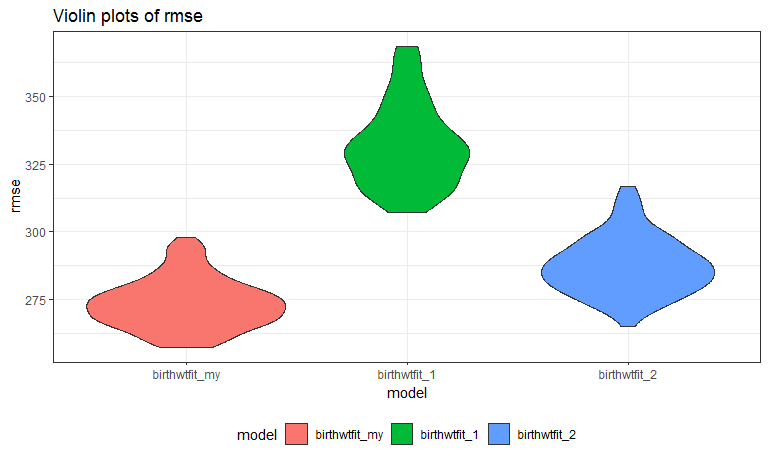 Violin plots of rmse
rmse
350
325
300
275
birthwtfit_my birthwtfit_1 birthwtfit_2
model
model birthwtfit_my birthwtfit_1 birthwtfit_2